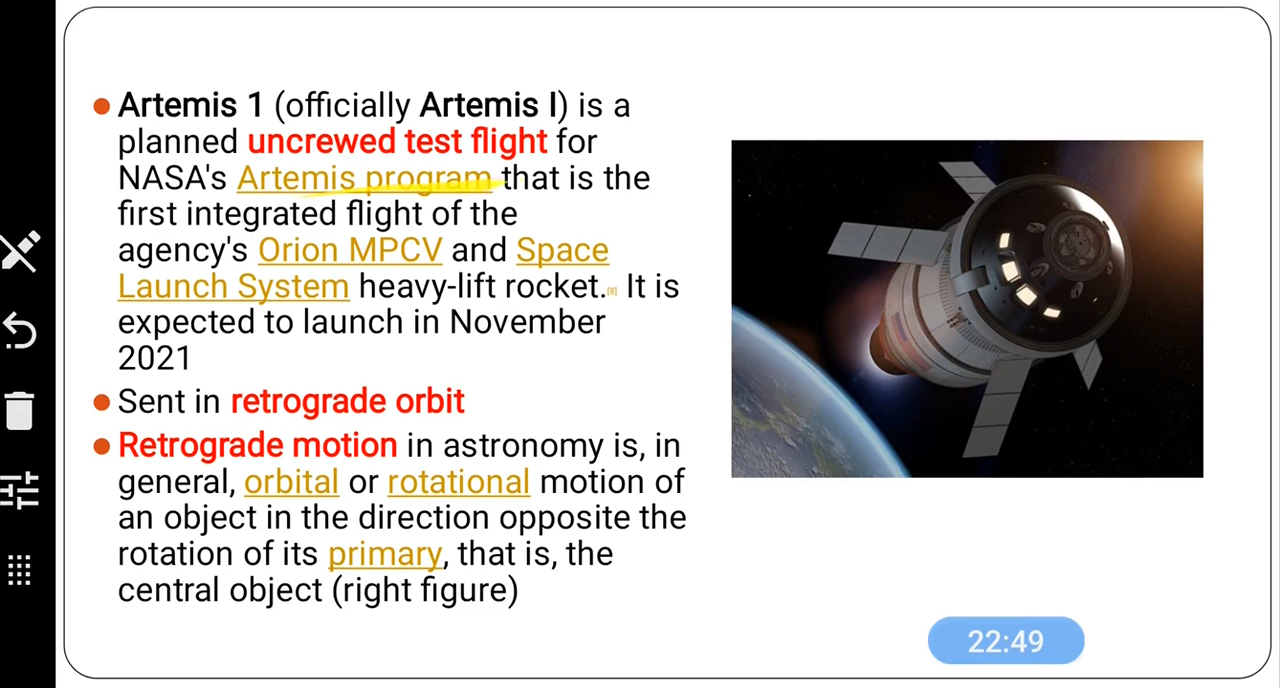 Artemis 1 (officially Artemis I) is a
planned uncrewed test flight for
NASA's Artemis program that is the
first integrated flight of the
agency's Orion MPCV and Space
Launch System heavy-lift rocket.[8] It is
expected to launch in November
2021
Sent in retrograde orbit
Retrograde motion in astronomy is, in
general, orbital or rotational motion of
an object in the direction opposite the
rotation of its primary, that is, the
central object (right figure)
22:49